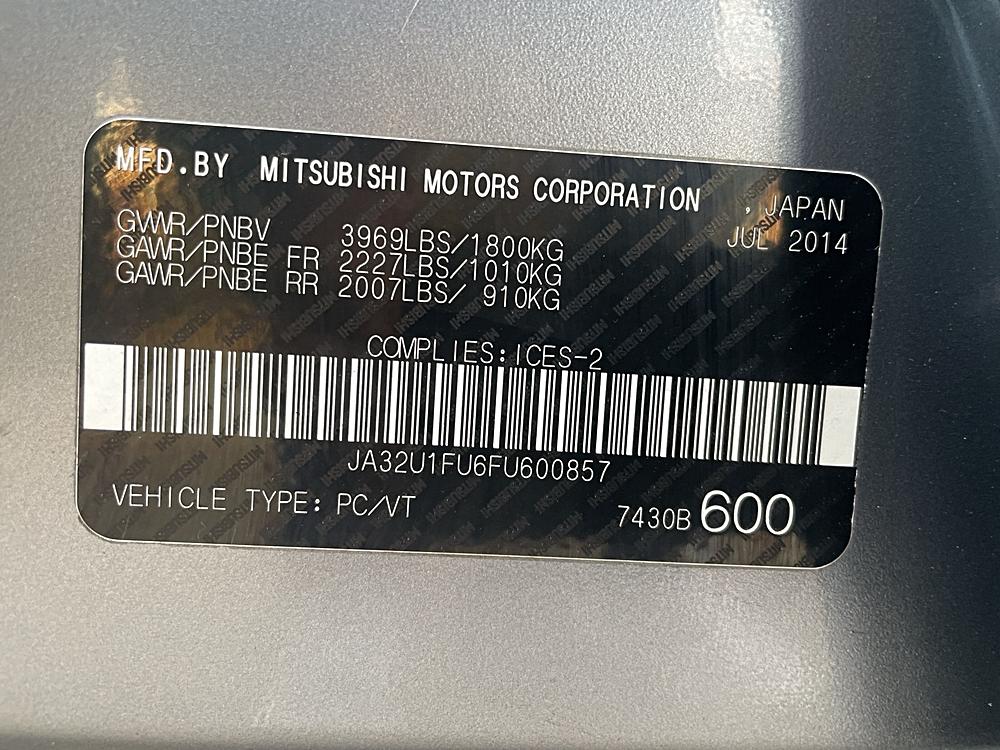 MFD.BY MITSUBISHI MOTORS CORPORATION , JAPAN
JUL 2014
GVWR/PNBV 3969LBS/1800KG
GAWR/PNBE FR 2227LBS/1010KG
GAWR/PNBE RR 2007LBS/ 910KG
COMPLIES:ICES-2
JA32U1FU6FU600857
VEHICLE TYPE: PC/VT 7430B 600